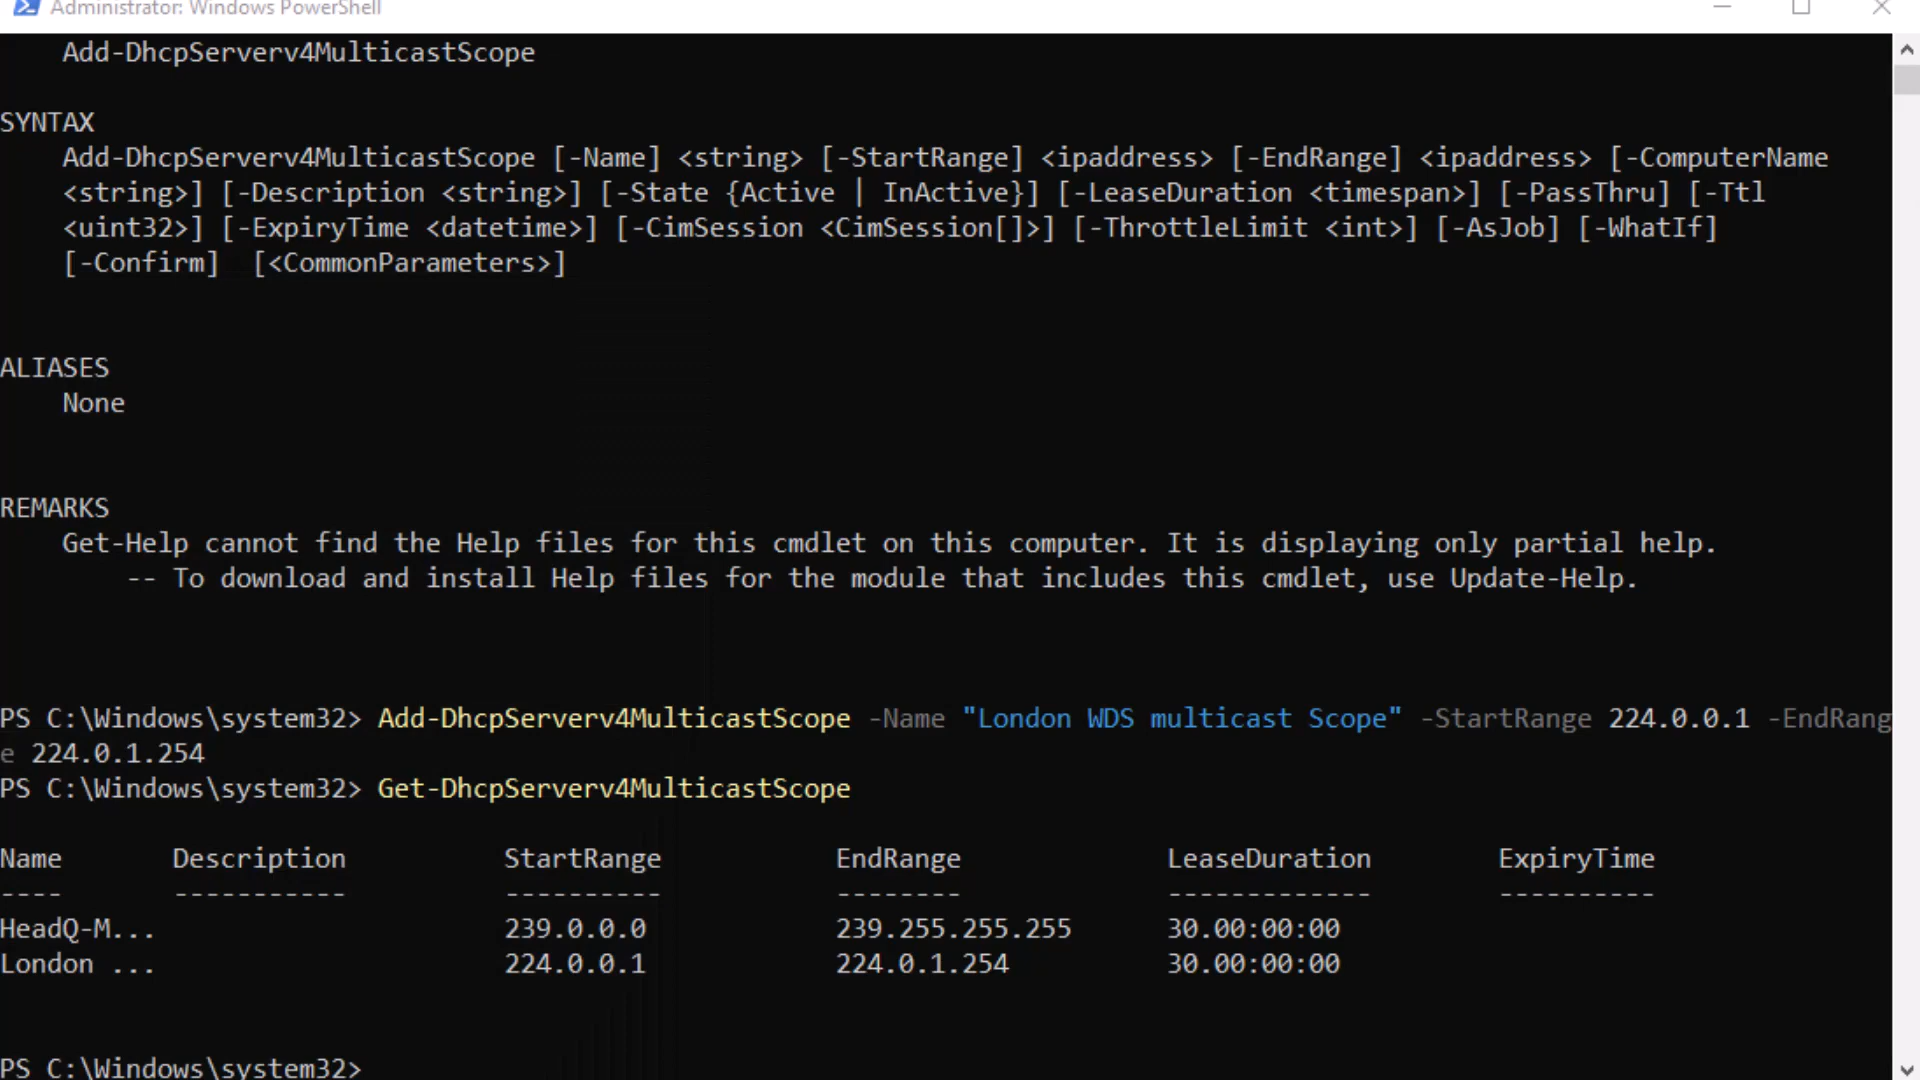 Administrator: Windows PowerShell
Add-DhcpServerv4MulticastScope
SYNTAX
Add-DhcpServerv4MulticastScope [-Name] <string> [-StartRange] <ipaddress> [-EndRange] <ipaddress> [-ComputerName
<string>] [-Description <string>] [-State {Active | InActive}] [-LeaseDuration <timespan>] [-PassThru] [-Ttl
<uint32>] [-ExpiryTime <datetime>] [-CimSession <CimSession[]>] [-ThrottleLimit <int>] [-AsJob] [-WhatIf]
[-Confirm]  [<CommonParameters>]
ALIASES
None
REMARKS
Get-Help cannot find the Help files for this cmdlet on this computer. It is displaying only partial help.
-- To download and install Help files for the module that includes this cmdlet, use Update-Help.
PS C:\Windows\system32> Add-DhcpServerv4MulticastScope -Name "London WDS multicast Scope" -StartRange 224.0.0.1 -EndRang
e 224.0.1.254
PS C:\Windows\system32> Get-DhcpServerv4MulticastScope
Name Description StartRange EndRange LeaseDuration ExpiryTime
---- ----------- ---------- -------- ------------- ----------
HeadQ-M... 239.0.0.0 239.255.255.255 30.00:00:00
London ... 224.0.0.1 224.0.1.254 30.00:00:00
PS C:\Windows\system32>